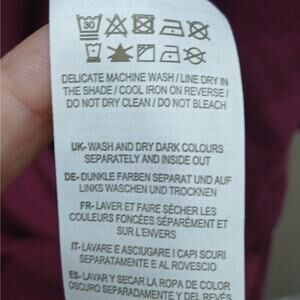 30
DELICATE MACHINE WASH / LINE DRY IN
THE SHADE / COOL IRON ON REVERSE /
DO NOT DRY CLEAN / DO NOT BLEACH
UK- WASH AND DRY DARK COLOURS
SEPARATELY AND INSIDE OUT
DE- DUNKLE FARBEN SEPARAT UND AUF
LINKS WASCHEN UND TROCKNEN
FR- LAVER ET FAIRE SÉCHER LES
COULEURS FONCÉES SÉPARÉMENT ET
SUR L'ENVERS
IT- LAVARE E ASCIUGARE I CAPI SCURI
SEPARATAMENTE E AL ROVESCIO
ES- LAVAR Y SECAR LA ROPA DE COLOR
OSCURO SEPARADAMENTE Y DEL REVÉS